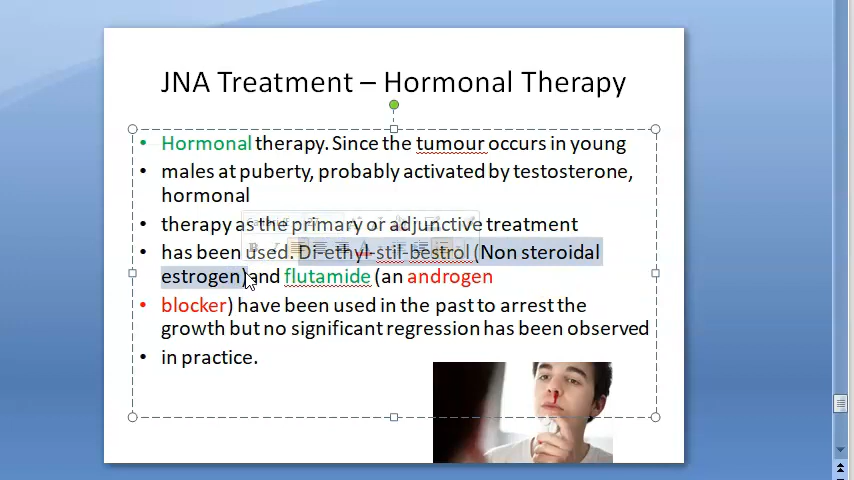 JNA Treatment – Hormonal Therapy
• Hormonal therapy. Since the tumour occurs in young
• males at puberty, probably activated by testosterone,
hormonal
• therapy as the primary or adjunctive treatment
• has been used. Di-ethyl-stil-bestrol (Non steroidal
estrogen) and flutamide (an androgen
• blocker) have been used in the past to arrest the
growth but no significant regression has been observed
• in practice.